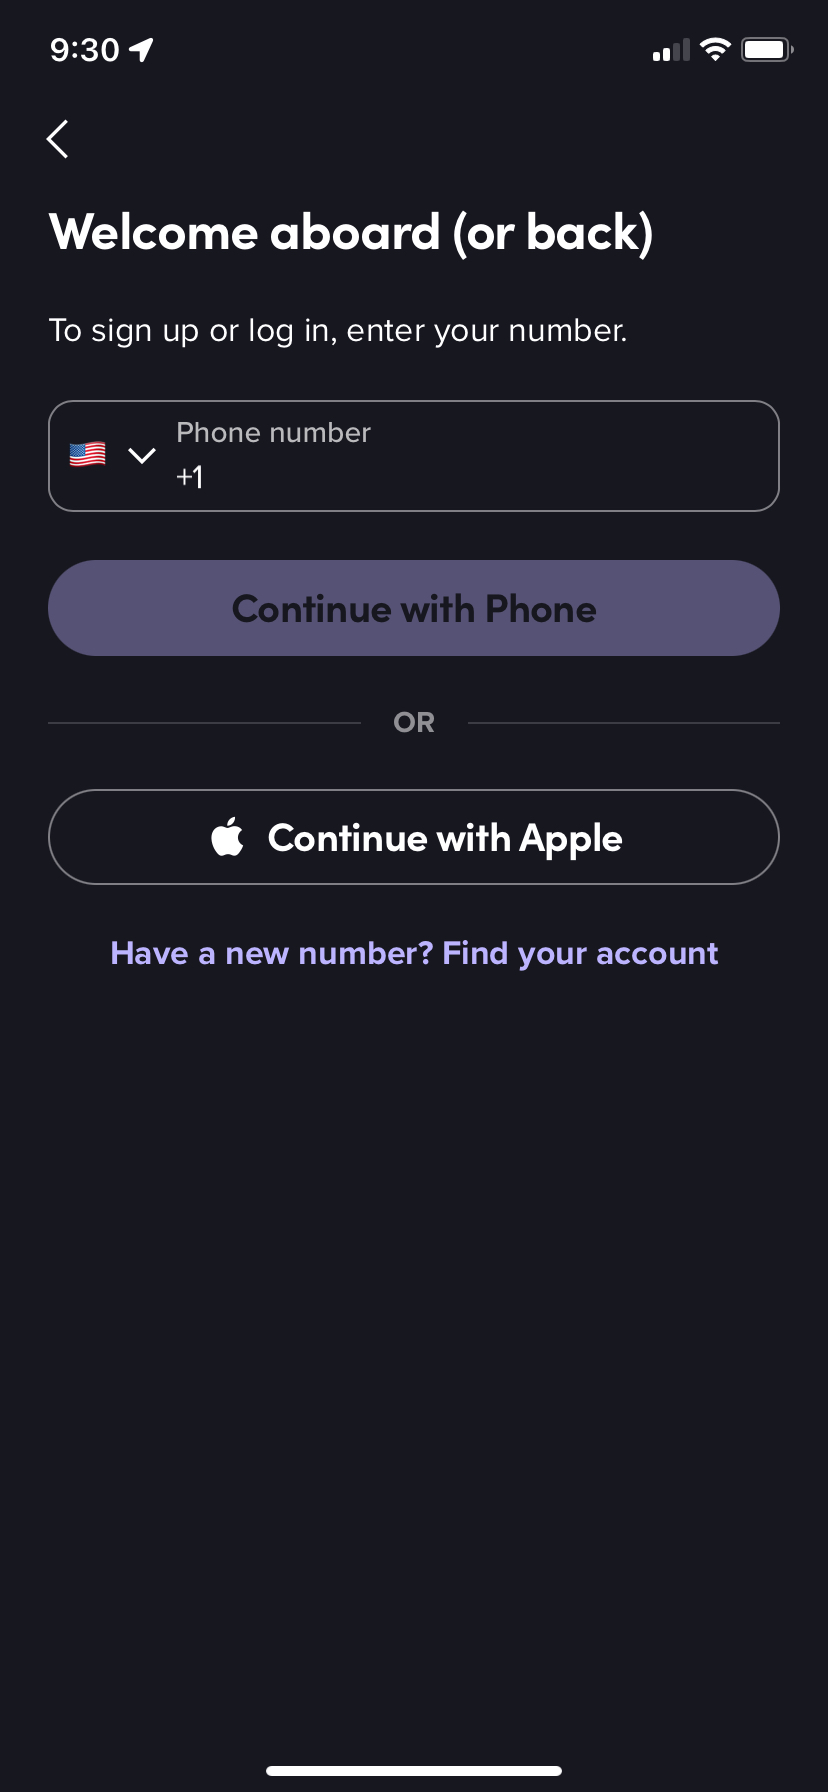 9:30
Welcome aboard (or back)
To sign up or log in, enter your number.
Phone number
+1
Continue with Phone
OR
Continue with Apple
Have a new number? Find your account